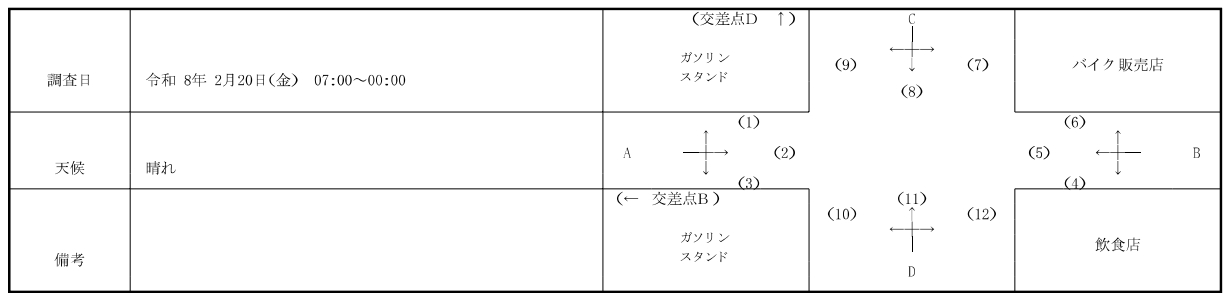 調査日
令和 8年 2月20日(金) 07:00～00:00
天候
晴れ
備考
(交差点D ↑)
ガソリン
スタンド
C
(9)
(7)
(8)
バイク販売店
(1)
(6)
A
(2)
(5)
B
(3)
(4)
(← 交差点B)
ガソリン
スタンド
(10)
(11)
(12)
D
飲食店